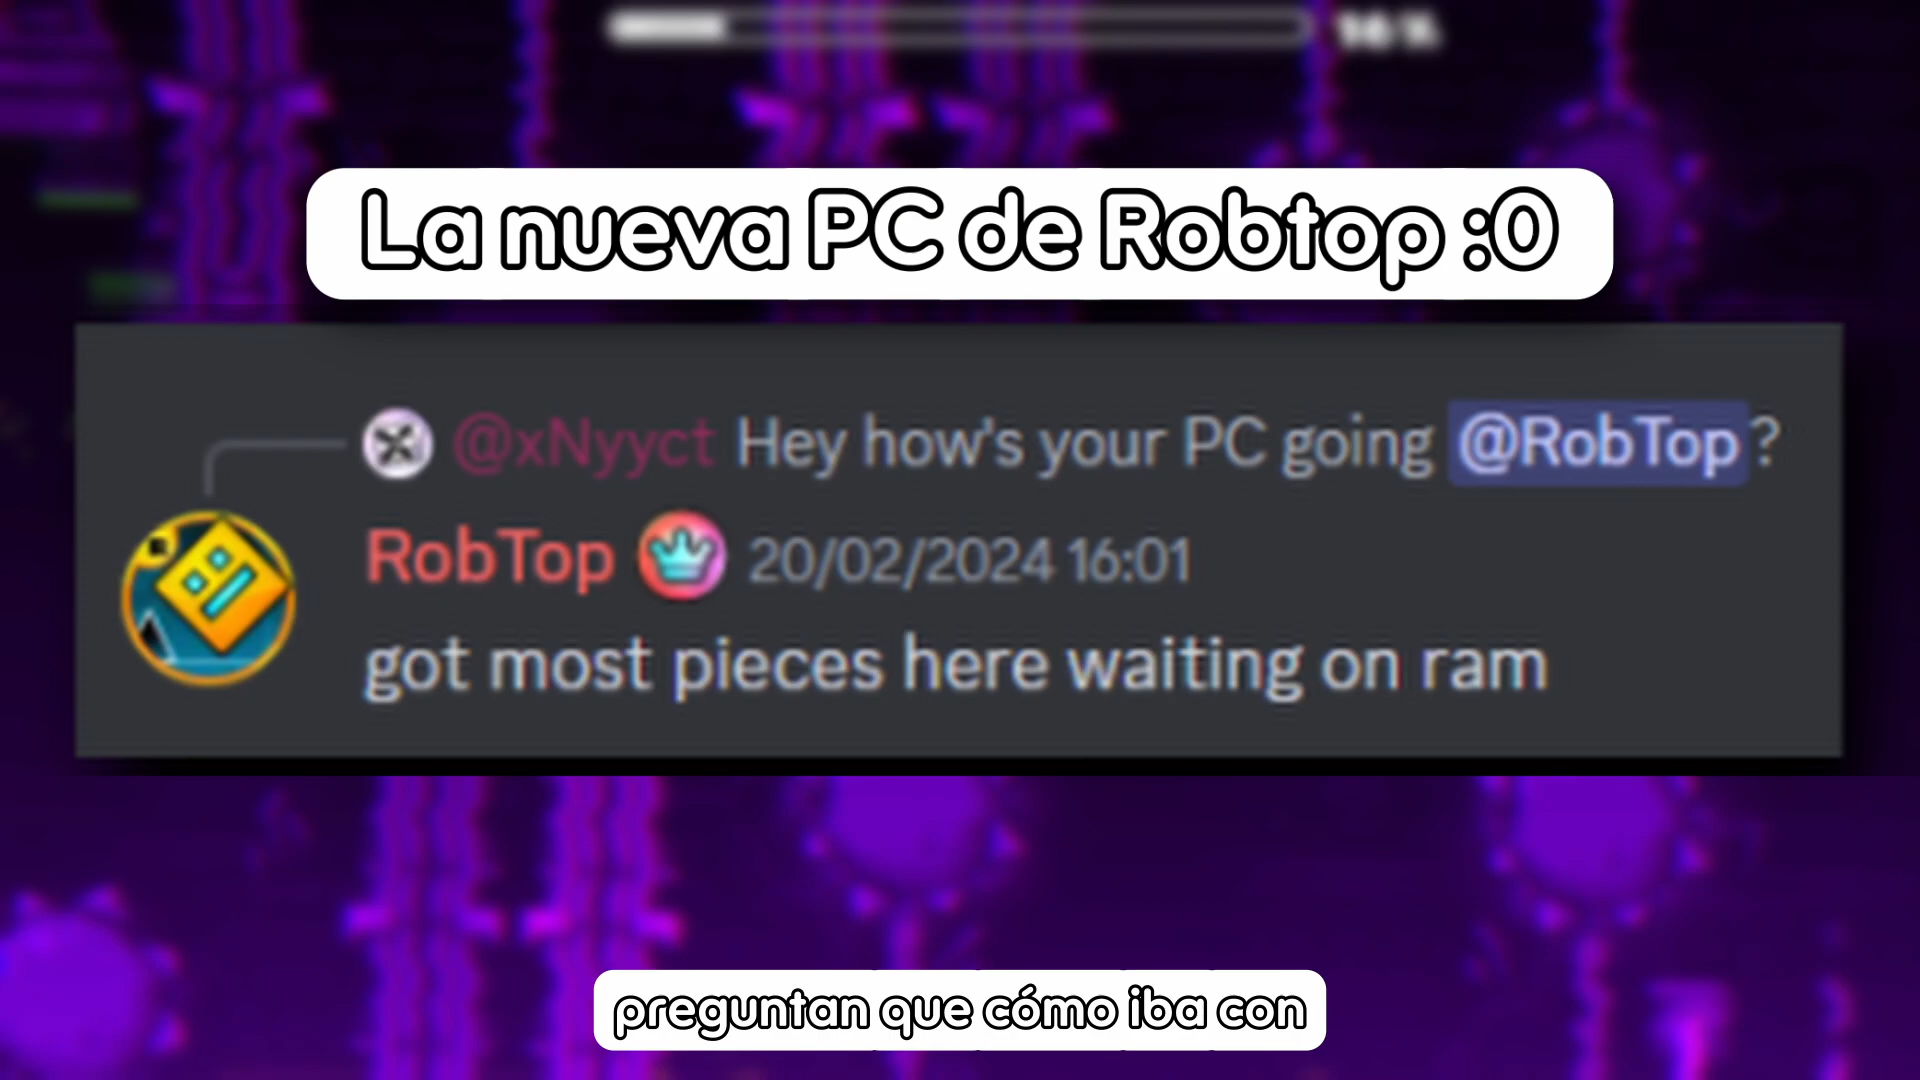 La nueva PC de Robtop :0
@xNyyct Hey how's your PC going @RobTop?
RobTop 20/02/2024 16:01
got most pieces here waiting on ram
preguntan que cómo iba con